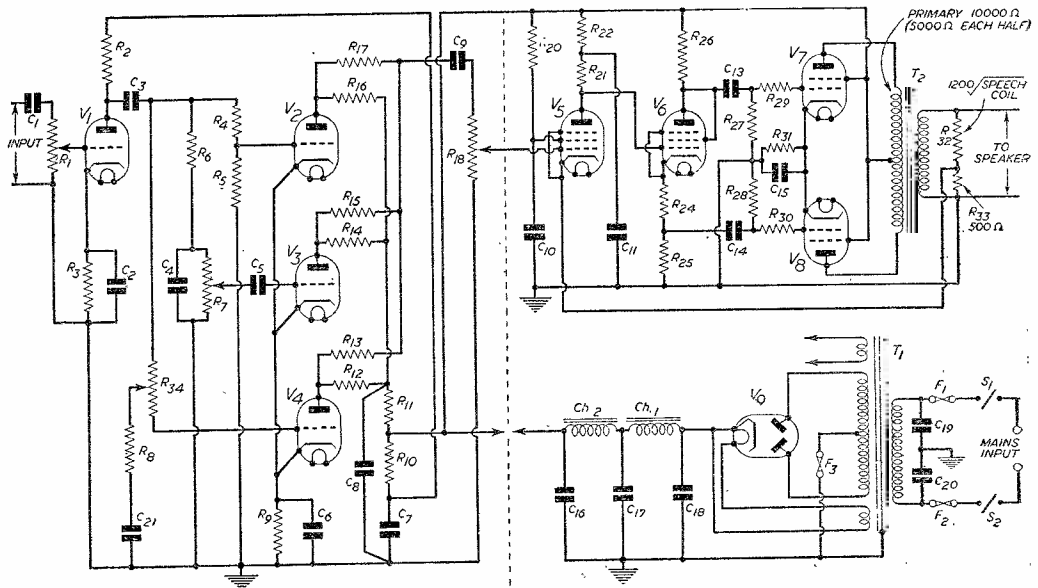 PRIMARY 10000 Ω
(5000 Ω EACH HALF)
R2
R17
C9
20
R22
R26
V7
T2
C3
R16
R21
C13
V1
V2
V5
V6
R29
1200√SPEECH
COIL
C1
R4
R27
R31
R
32
INPUT
R1
R6
R18
TO
SPEAKER
R5
C15
R15
R24
R28
R30
R14
R33
500 Ω
C10
C11
C14
R3
C2
C4
C5
V3
R25
V8
R7
R13
T1
R12
V4
V9
F1
S1
R34
R11
Ch.2
Ch.1
C19
R8
R10
F3
MAINS
INPUT
C8
C20
C21
R9
C6
C7
C16
C17
C18
F2
S2